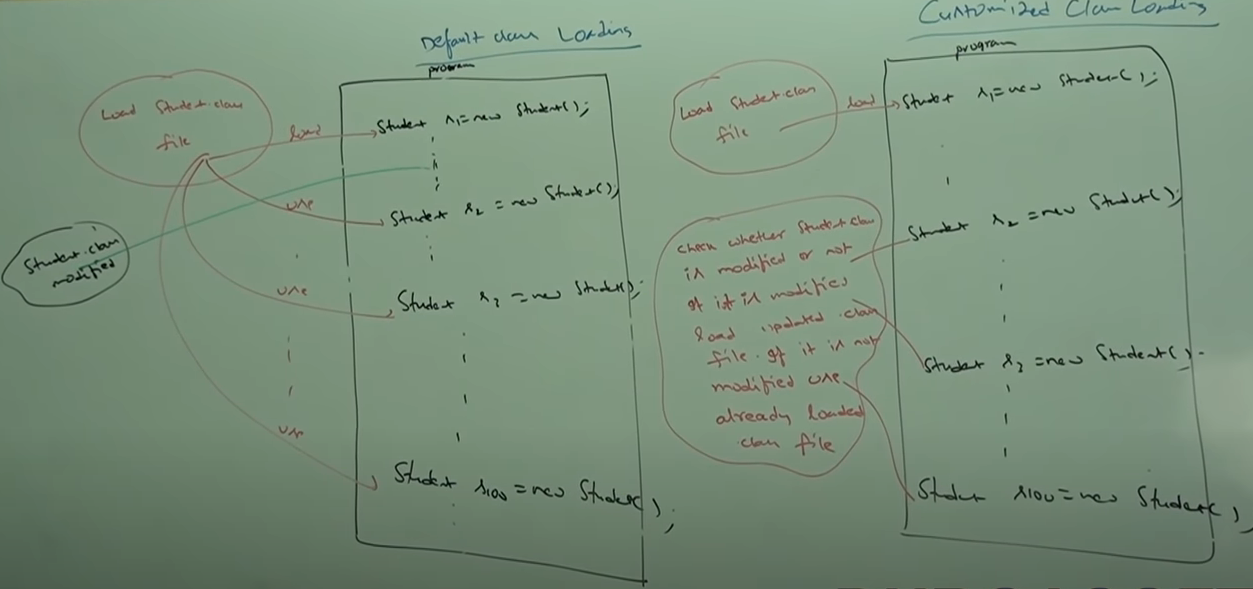 Default class Loading
program
Load Student.class
file
load
Student s1=new Student();
Student.class
modified
use
Student s2 = new Student();
use
Student s3 = new Student();
use
Student s100 = new Student();
Customized Class Loading
program
Load Student.class
file
load
Student s1=new Student();
Check whether Student.class
is modified or not
If it is modified
load updated .class
file. If it is not
modified use
already loaded
class file
Student s2 = new Student();
Student s3 = new Student();
Student s100 = new Student();